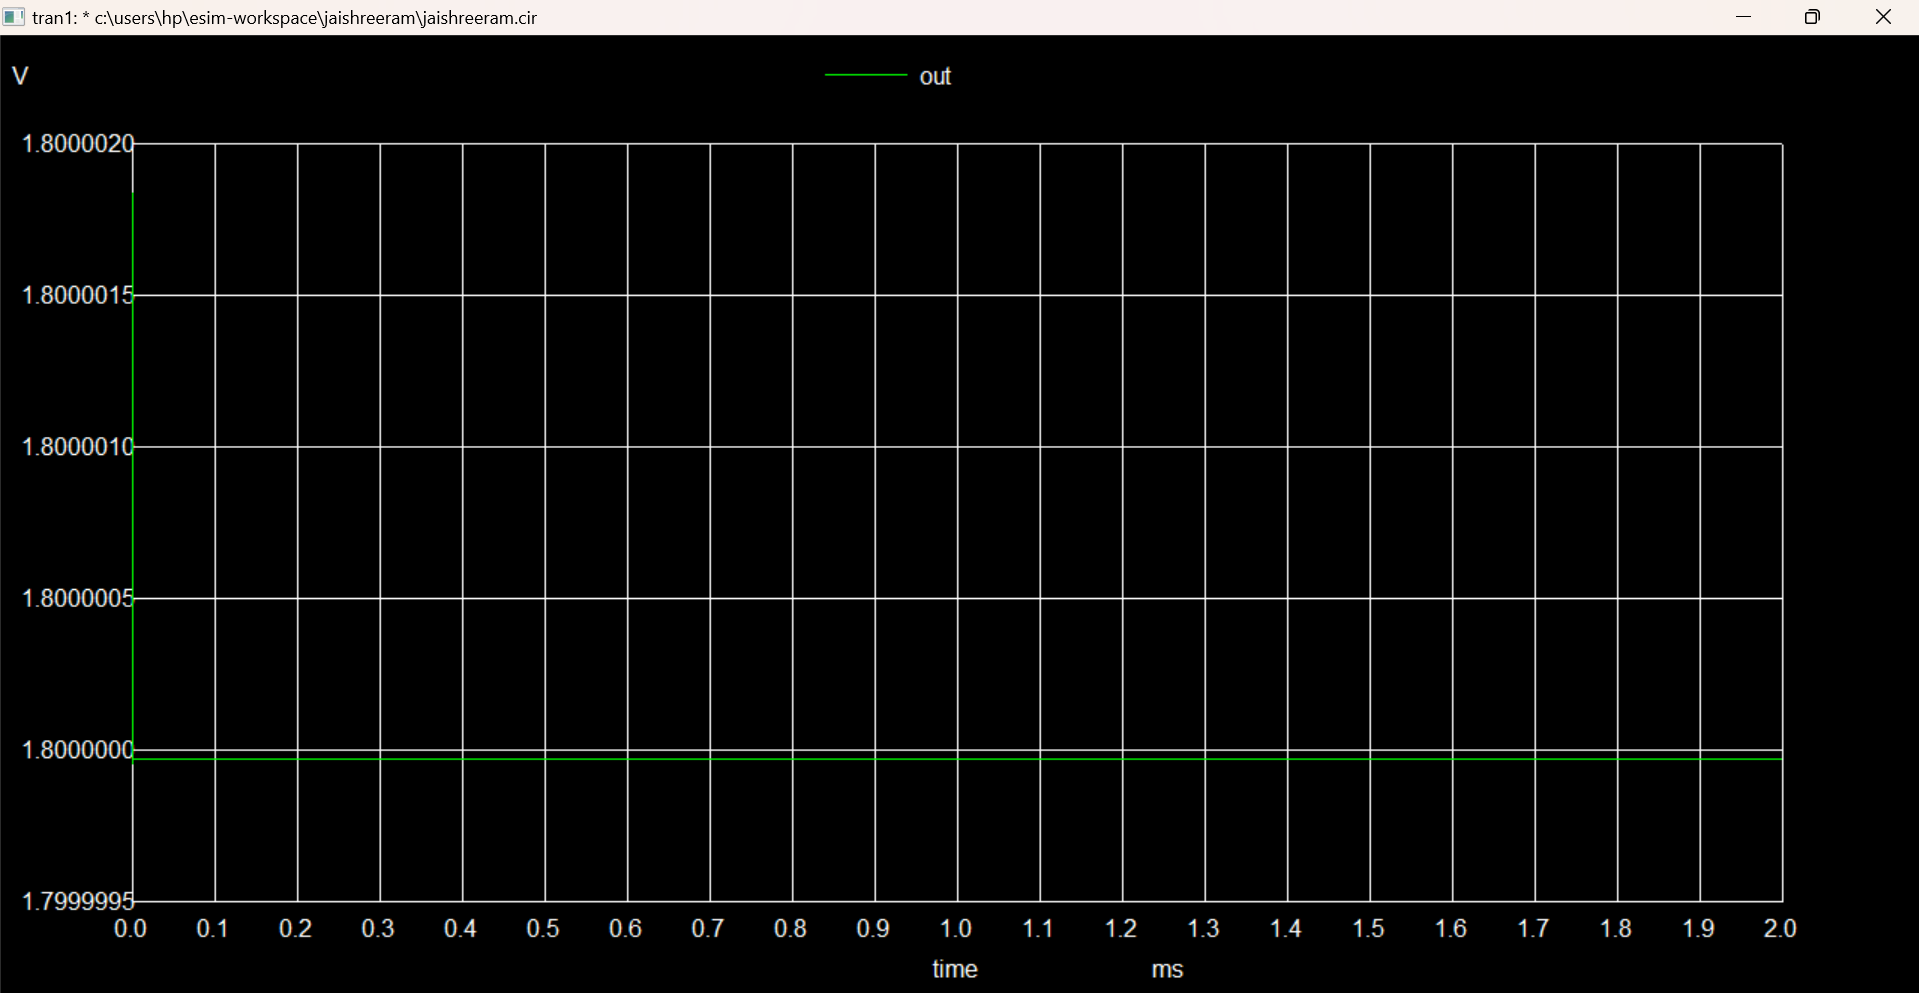 tran1: * c:\users\hp\esim-workspace\jaishreeram\jaishreeram.cir
V
out
1.8000020
1.8000015
1.8000010
1.8000005
1.8000000
1.7999995
0.0 0.1 0.2 0.3 0.4 0.5 0.6 0.7 0.8 0.9 1.0 1.1 1.2 1.3 1.4 1.5 1.6 1.7 1.8 1.9 2.0
time ms